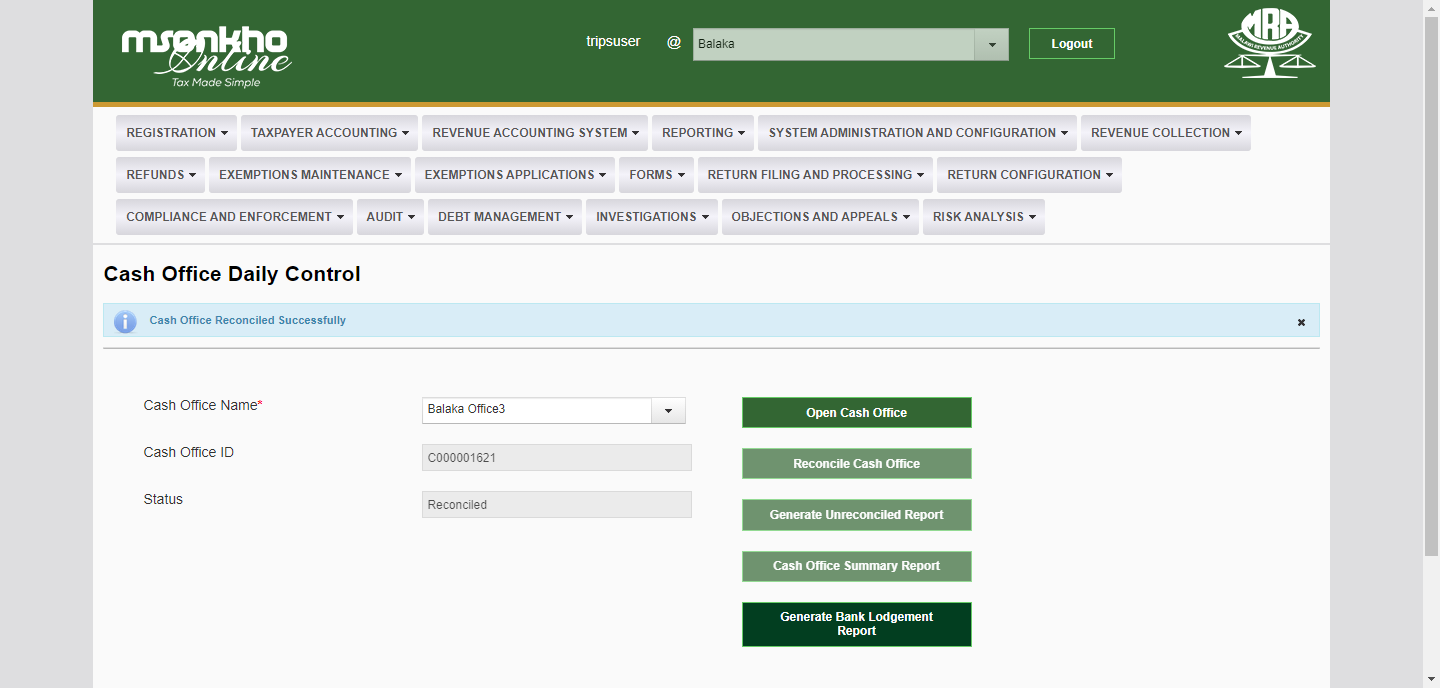 msonkho
Online
Tax Made Simple
tripsuser @ Balaka Logout
MRA
MALAWI REVENUE AUTHORITY
REGISTRATION TAXPAYER ACCOUNTING REVENUE ACCOUNTING SYSTEM REPORTING SYSTEM ADMINISTRATION AND CONFIGURATION REVENUE COLLECTION
REFUNDS EXEMPTIONS MAINTENANCE EXEMPTIONS APPLICATIONS FORMS RETURN FILING AND PROCESSING RETURN CONFIGURATION
COMPLIANCE AND ENFORCEMENT AUDIT DEBT MANAGEMENT INVESTIGATIONS OBJECTIONS AND APPEALS RISK ANALYSIS
Cash Office Daily Control
Cash Office Reconciled Successfully
Cash Office Name* Balaka Office3 Open Cash Office
Cash Office ID C000001621 Reconcile Cash Office
Status Reconciled Generate Unreconciled Report
Cash Office Summary Report
Generate Bank Lodgement
Report